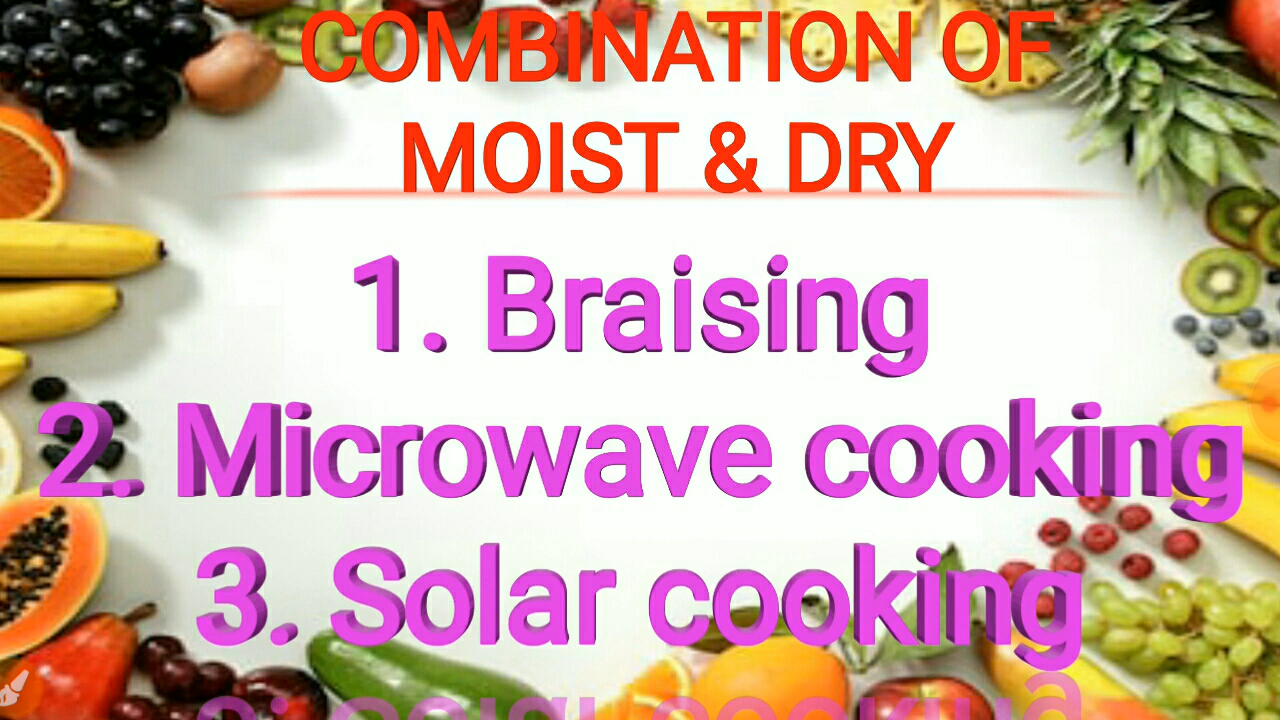 COMBINATION OF
MOIST & DRY
1. Braising
2. Microwave cooking
3. Solar cooking